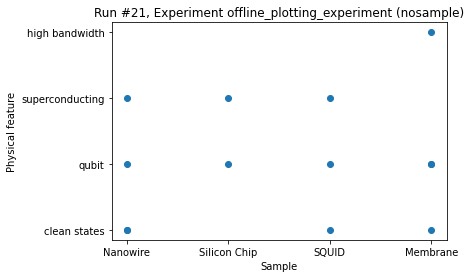 Run #21, Experiment offline_plotting_experiment (nosample)
high bandwidth
superconducting
qubit
clean states
Physical feature
Nanowire
Silicon Chip
SQUID
Membrane
Sample